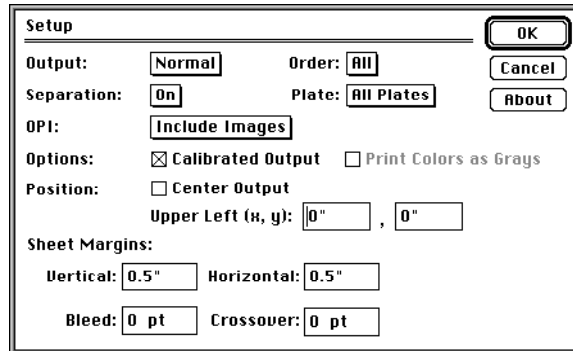 Setup
OK
Output: Normal Order: All
Cancel
Separation: On Plate: All Plates
About
OPI: Include Images
Options: Calibrated Output Print Colors as Grays
Position: Center Output
Upper Left (x, y): 0" , 0"
Sheet Margins:
Vertical: 0.5" Horizontal: 0.5"
Bleed: 0 pt Crossover: 0 pt